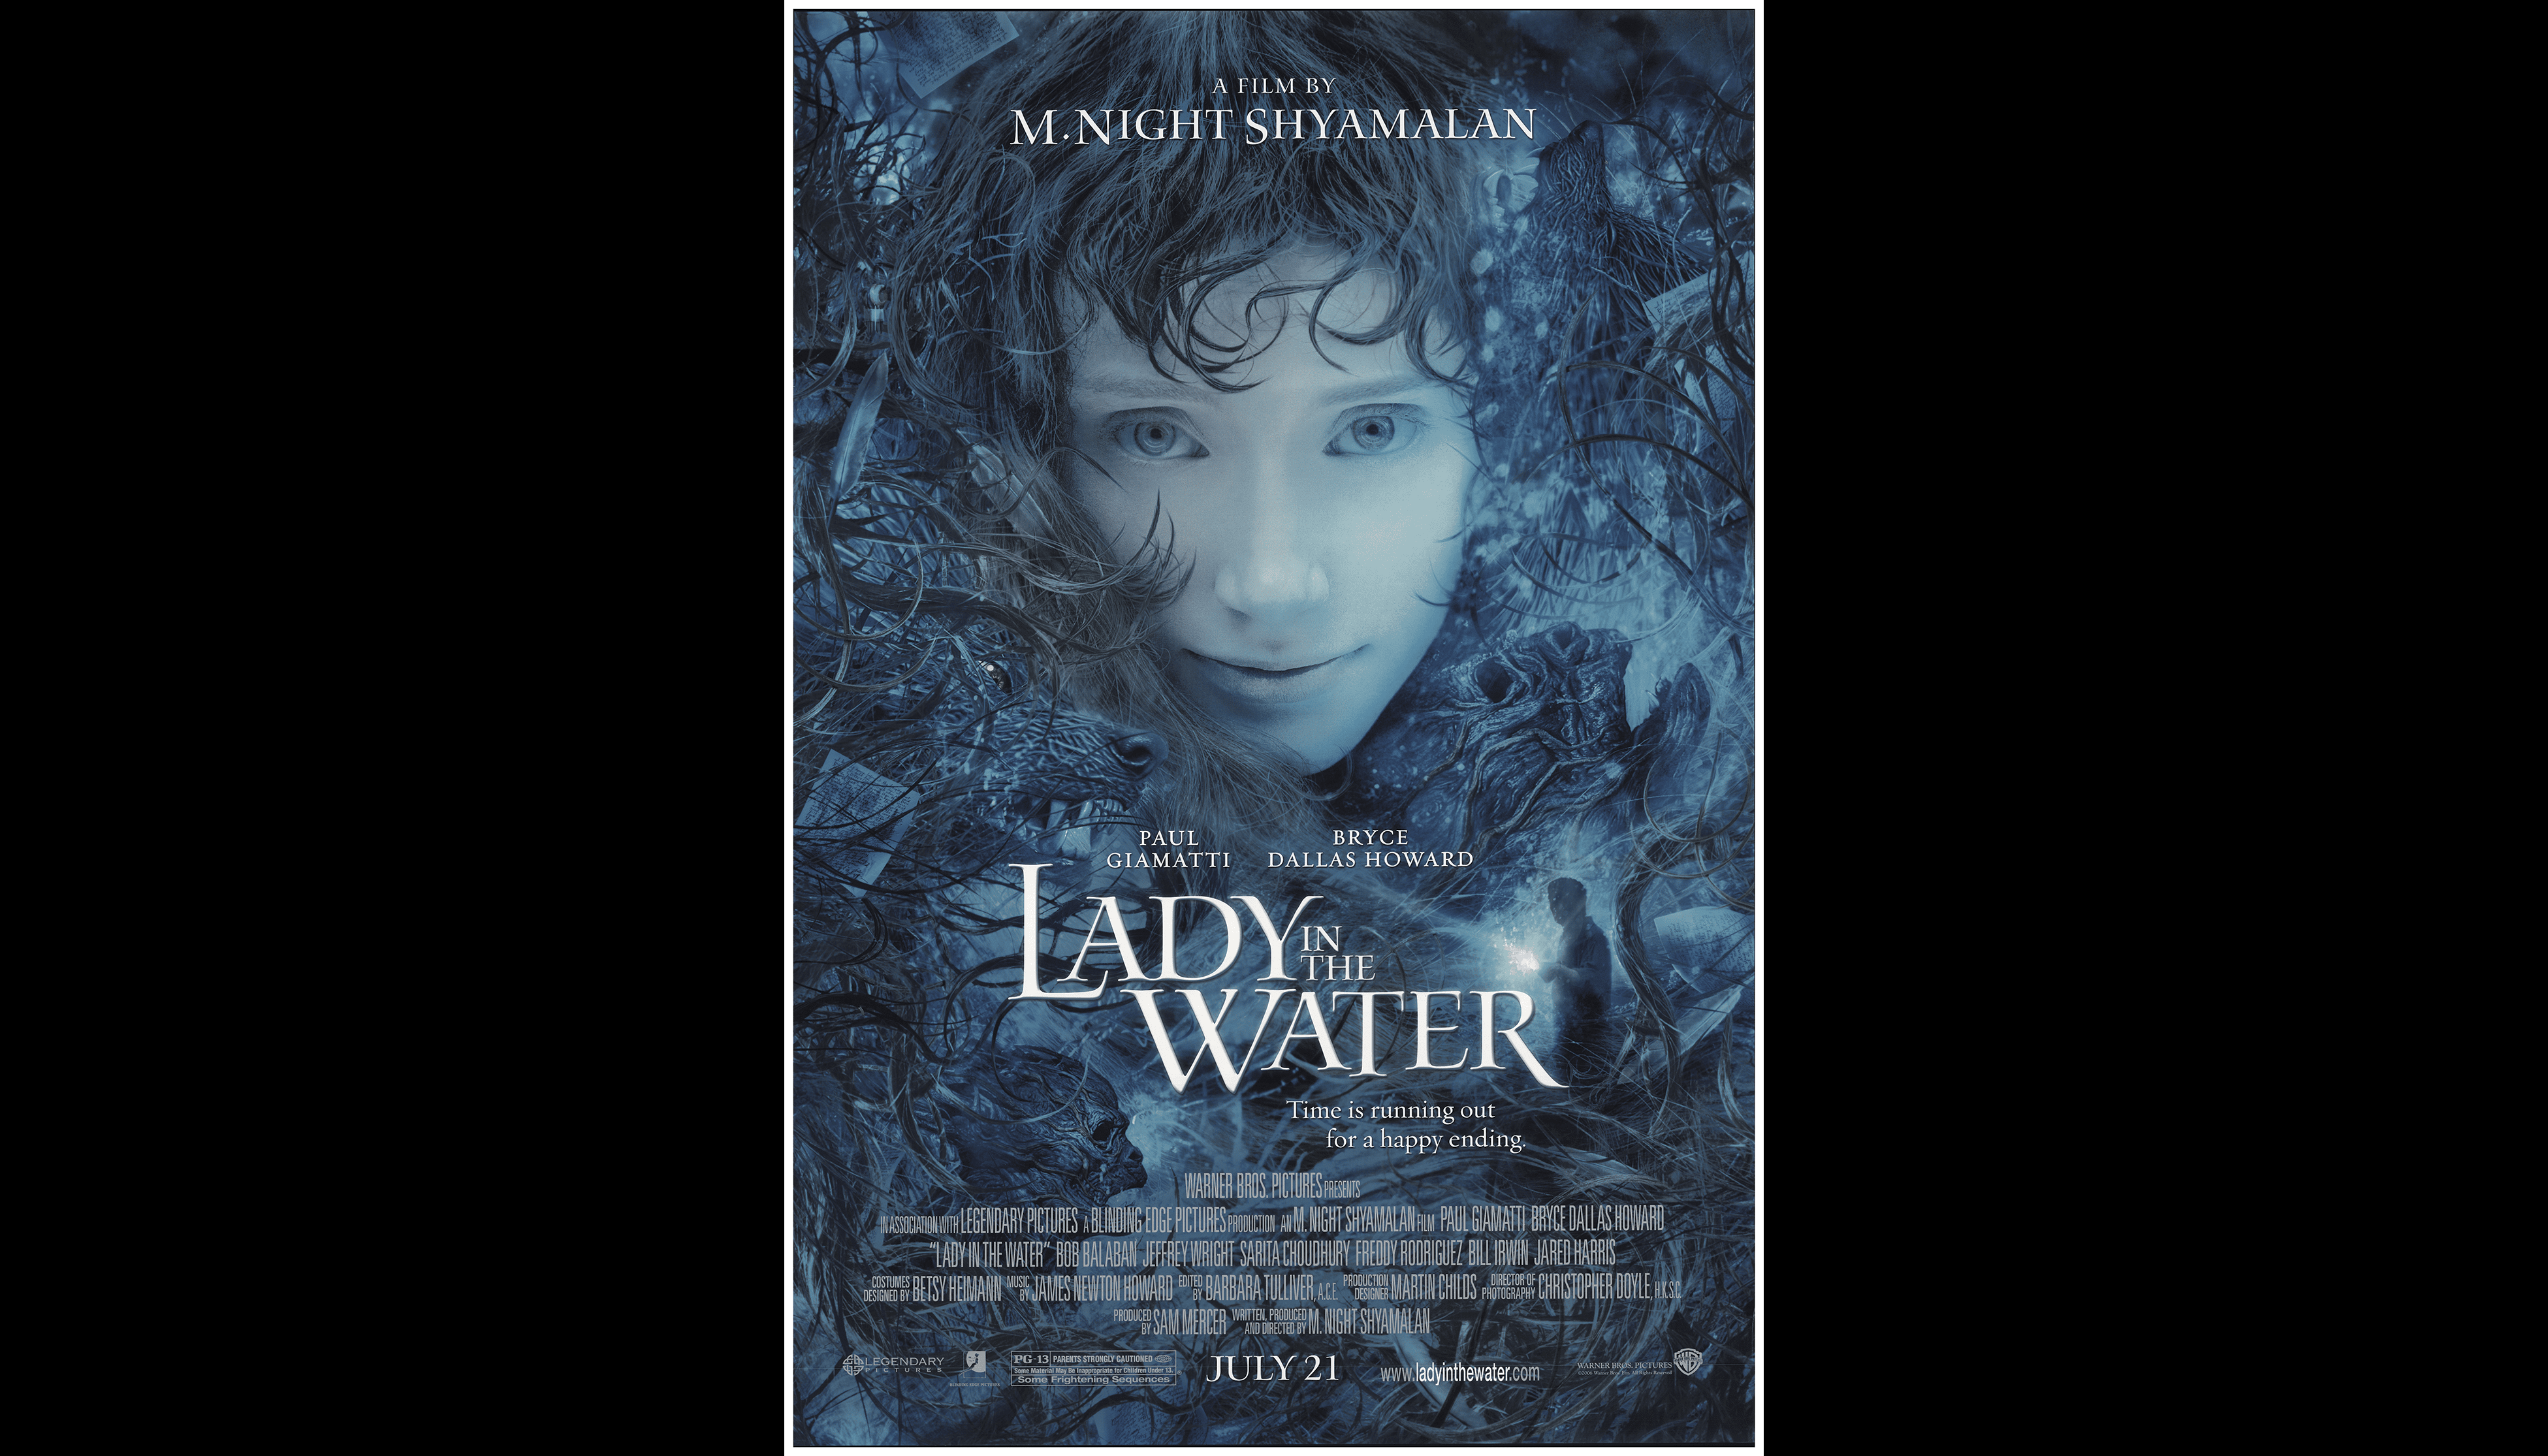 A FILM BY
M. NIGHT SHYAMALAN
PAUL GIAMATTI
BRYCE DALLAS HOWARD
LADY IN THE WATER
Time is running out
for a happy ending.
WARNER BROS. PICTURES PRESENTS
IN ASSOCIATION WITH LEGENDARY PICTURES A BLINDING EDGE PICTURES PRODUCTION AN M. NIGHT SHYAMALAN FILM PAUL GIAMATTI BRYCE DALLAS HOWARD
"LADY IN THE WATER" BOB BALABAN JEFFREY WRIGHT SARITA CHOUDHURY FREDDY RODRIGUEZ BILL IRWIN JARED HARRIS
COSTUMES DESIGNED BY BETSY HEIMANN MUSIC BY JAMES NEWTON HOWARD EDITED BY BARBARA TULLIVER, A.C.E. PRODUCTION DESIGNER MARTIN CHILDS DIRECTOR OF PHOTOGRAPHY CHRISTOPHER DOYLE, H.K.S.C.
PRODUCED BY SAM MERCER WRITTEN, PRODUCED AND DIRECTED BY M. NIGHT SHYAMALAN
LEGENDARY PICTURES
BLINDING EDGE PICTURES
PG-13 PARENTS STRONGLY CAUTIONED
Some Material May Be Inappropriate for Children Under 13.
Some Frightening Sequences
JULY 21
www.ladyinthewater.com
WARNER BROS. PICTURES